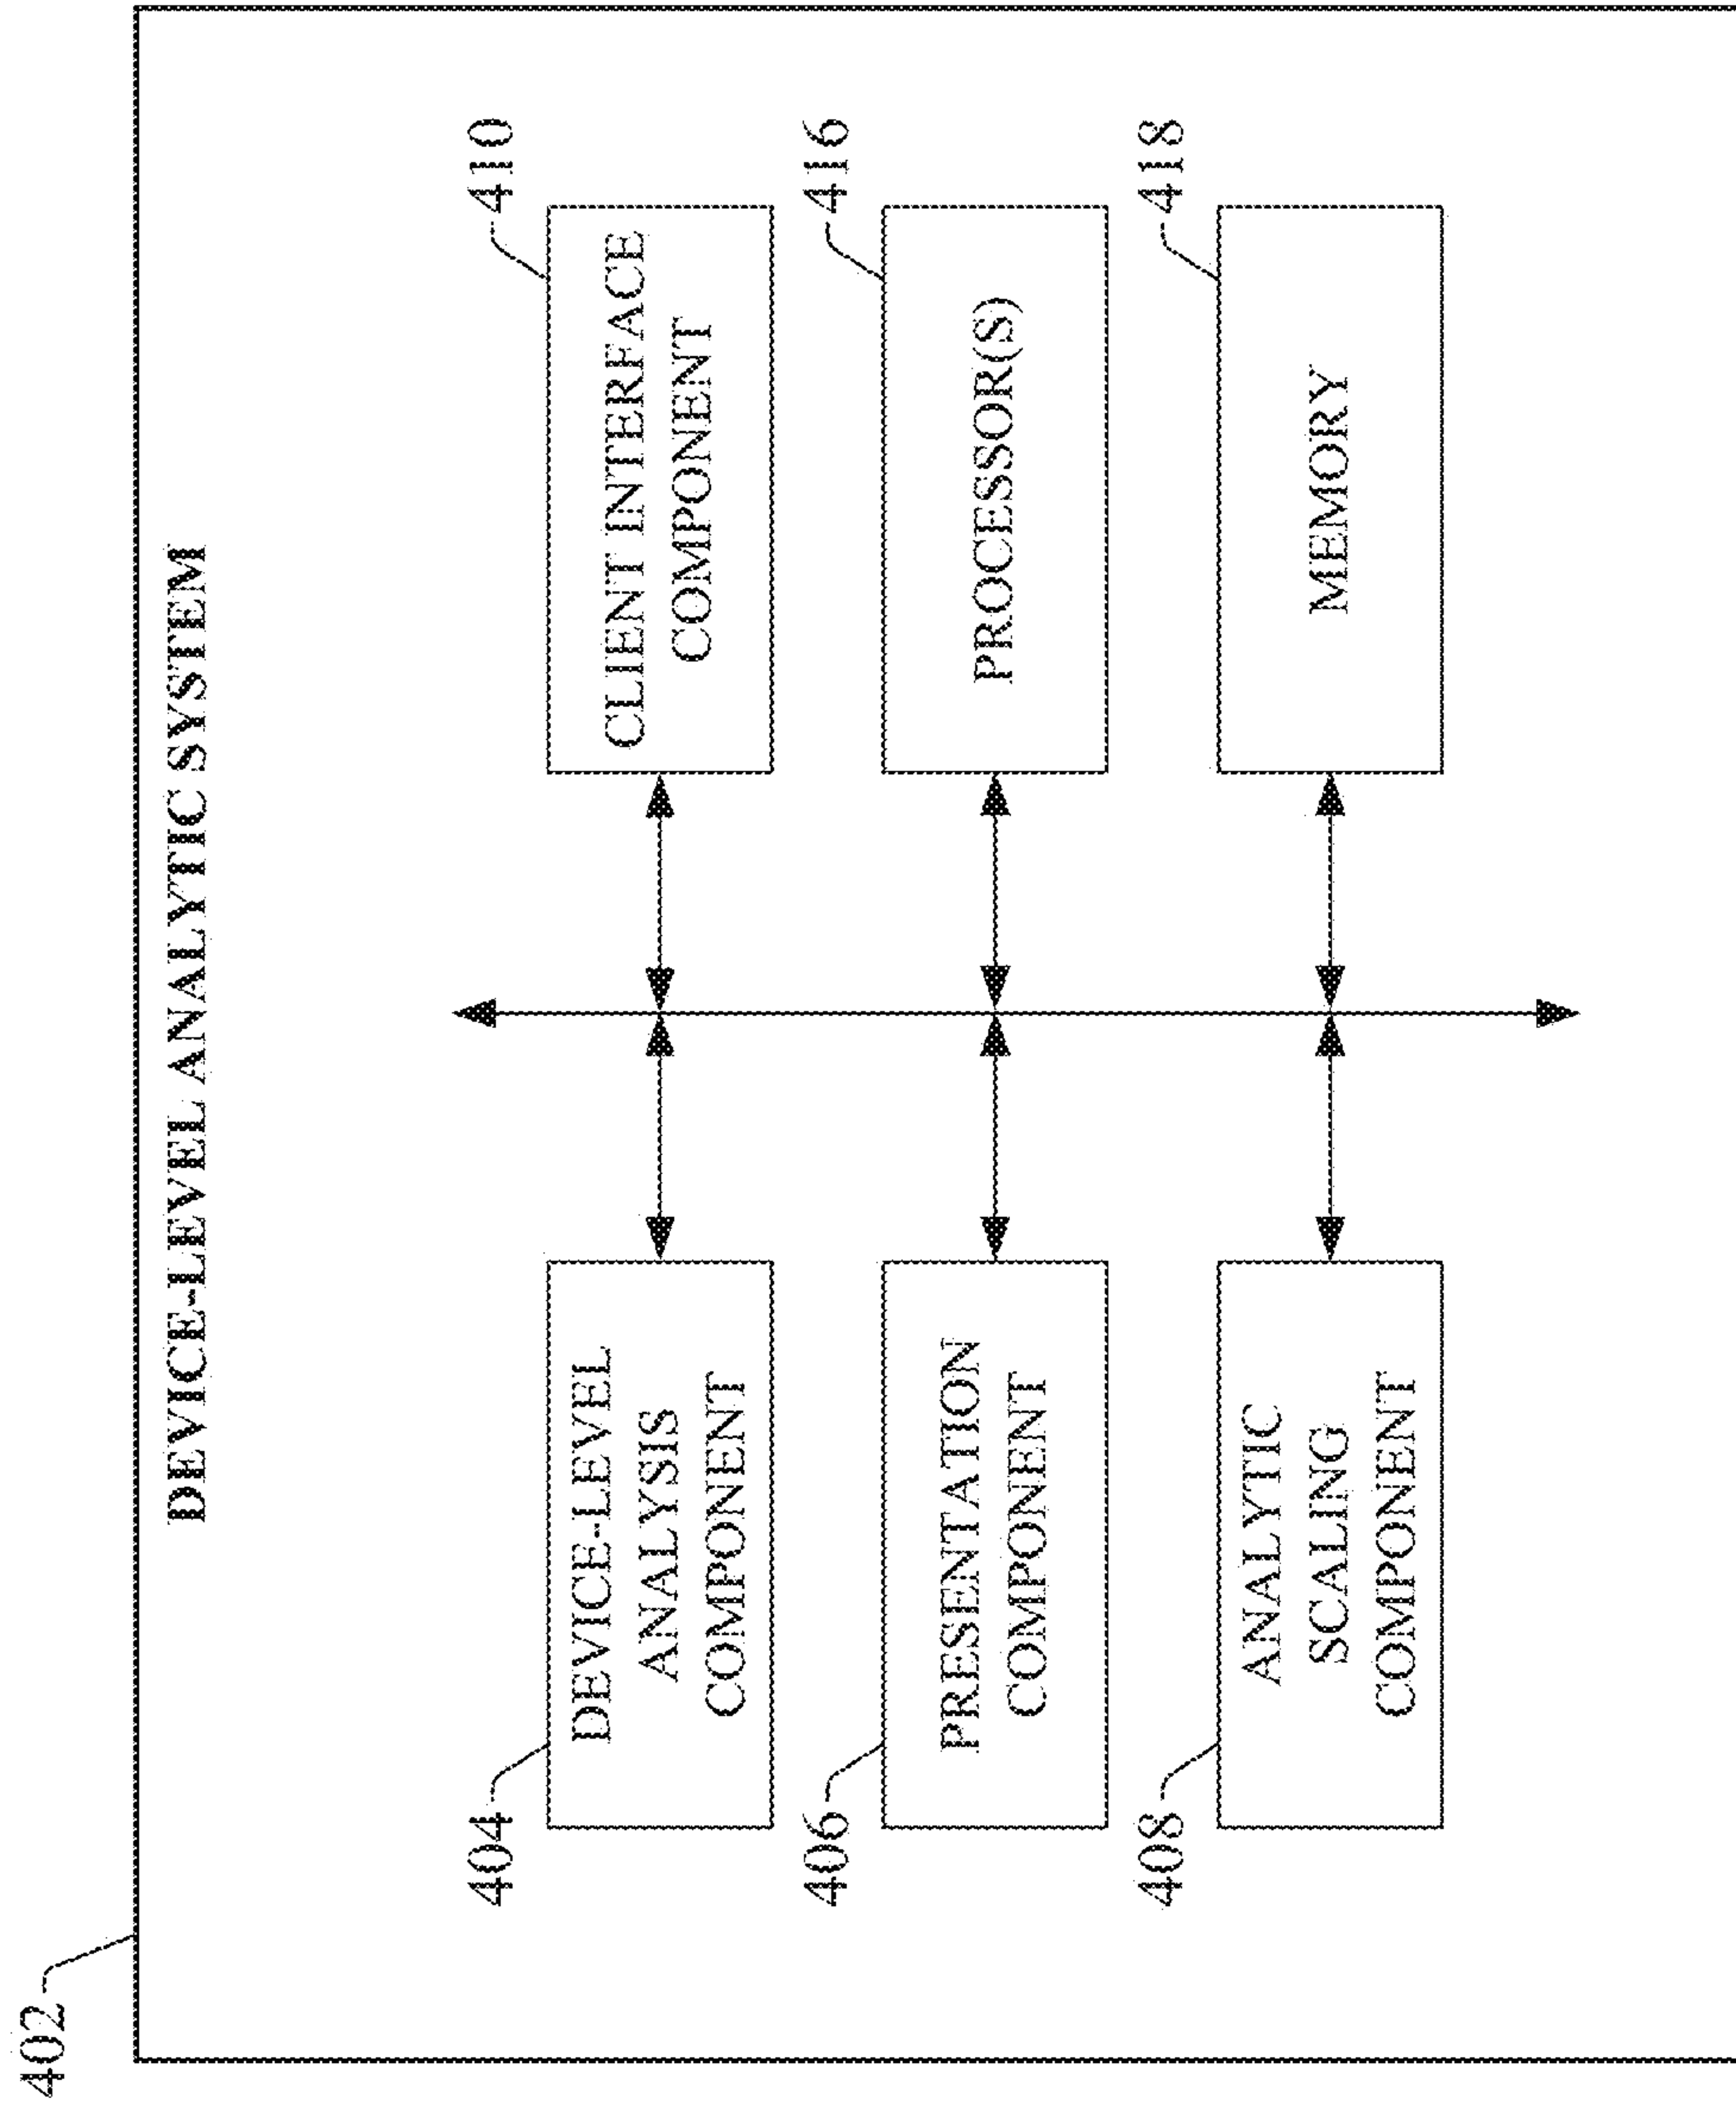 402
DEVICE-LEVEL ANALYTIC SYSTEM
404
DEVICE-LEVEL
ANALYSIS
COMPONENT
410
CLIENT INTERFACE
COMPONENT
406
PRESENTATION
COMPONENT
416
PROCESSOR(S)
408
ANALYTIC
SCALING
COMPONENT
418
MEMORY